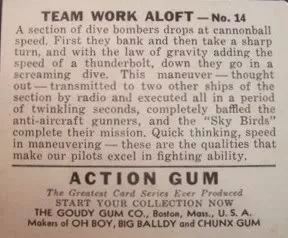 TEAM WORK ALOFT — No. 14
A section of dive bombers drops at cannonball
speed. First they bank and then take a sharp
turn, and with the law of gravity adding the
speed of a thunderbolt, down they go in a
screaming dive. This maneuver — thought
out — transmitted to two other ships of the
section by radio and executed all in a period
of twinkling seconds, completely baffled the
anti-aircraft gunners, and the "Sky Birds"
complete their mission. Quick thinking, speed
in maneuvering — these are the qualities that
make our pilots excel in fighting ability.
ACTION GUM
The Greatest Card Series Ever Produced
START YOUR COLLECTION NOW
THE GOUDY GUM CO., Boston, Mass., U. S. A.
Makers of OH BOY, BIG BALLDY and CHUNX GUM